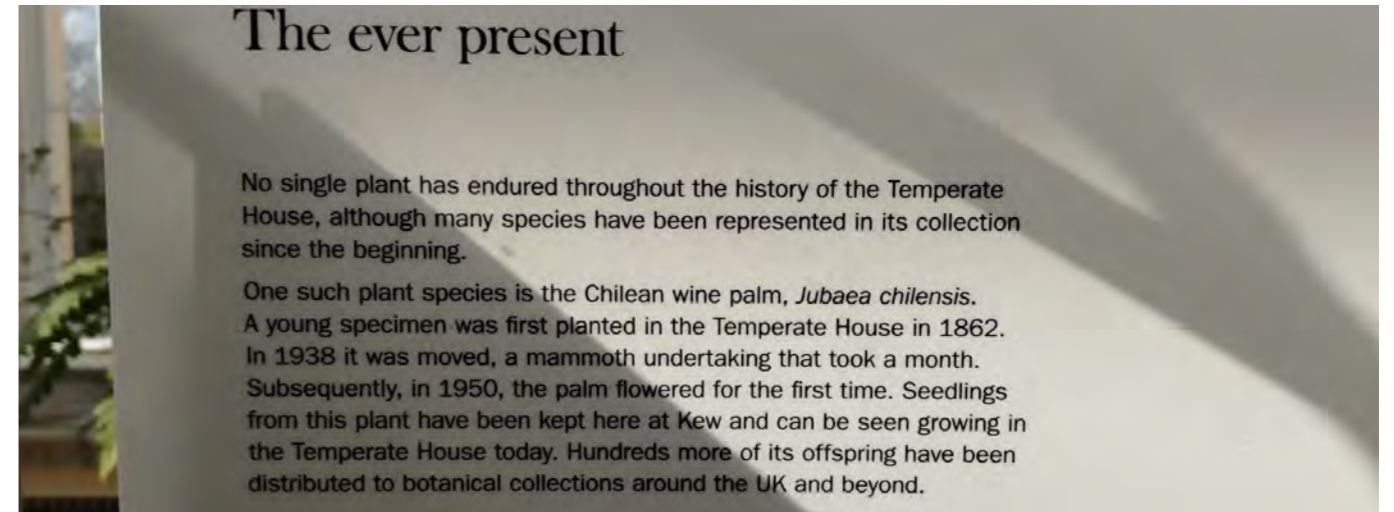 The ever present
No single plant has endured throughout the history of the Temperate
House, although many species have been represented in its collection
since the beginning.
One such plant species is the Chilean wine palm, Jubaea chilensis.
A young specimen was first planted in the Temperate House in 1862.
In 1938 it was moved, a mammoth undertaking that took a month.
Subsequently, in 1950, the palm flowered for the first time. Seedlings
from this plant have been kept here at Kew and can be seen growing in
the Temperate House today. Hundreds more of its offspring have been
distributed to botanical collections around the UK and beyond.